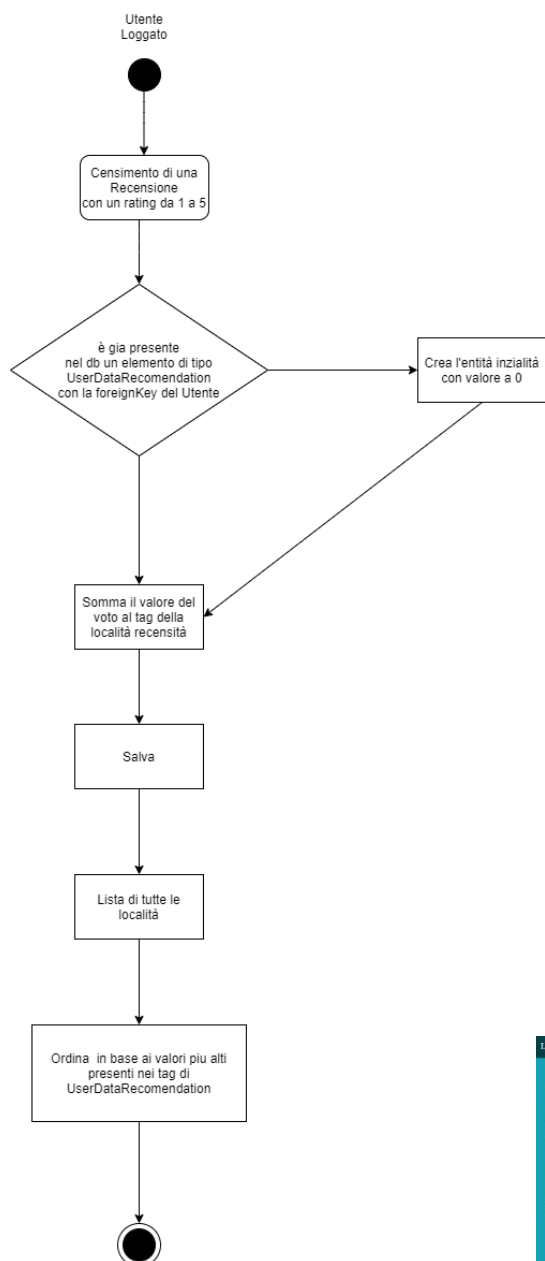 Utente
Loggato
Censimento di una
Recensione
con un rating da 1 a 5
è gia presente
nel db un elemento di tipo
UserDataRecomendation
con la foreignKey del Utente
Crea l'entità inzialità
con valore a 0
Somma il valore del
voto al tag della
località recensità
Salva
Lista di tutte le
località
Ordina in base ai valori piu alti
presenti nei tag di
UserDataRecomendation